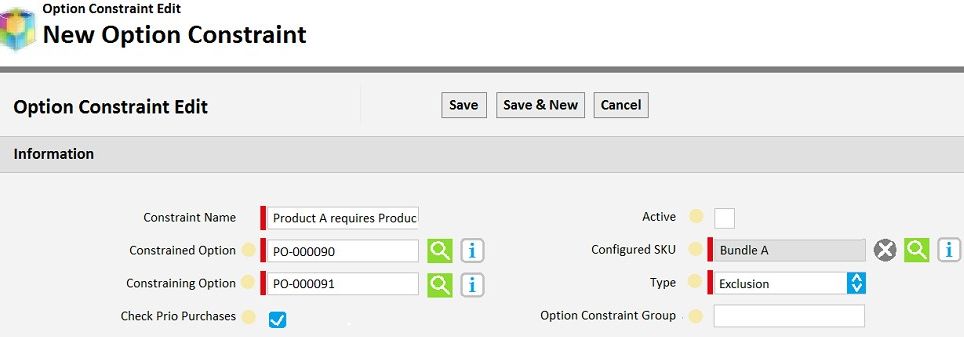 Option Constraint Edit
New Option Constraint
Option Constraint Edit
Save
Save & New
Cancel
Information
Constraint Name
Product A requires Produc
Active
Constrained Option
PO-000090
Configured SKU
Bundle A
Constraining Option
PO-000091
Type
Exclusion
Check Prio Purchases
Option Constraint Group